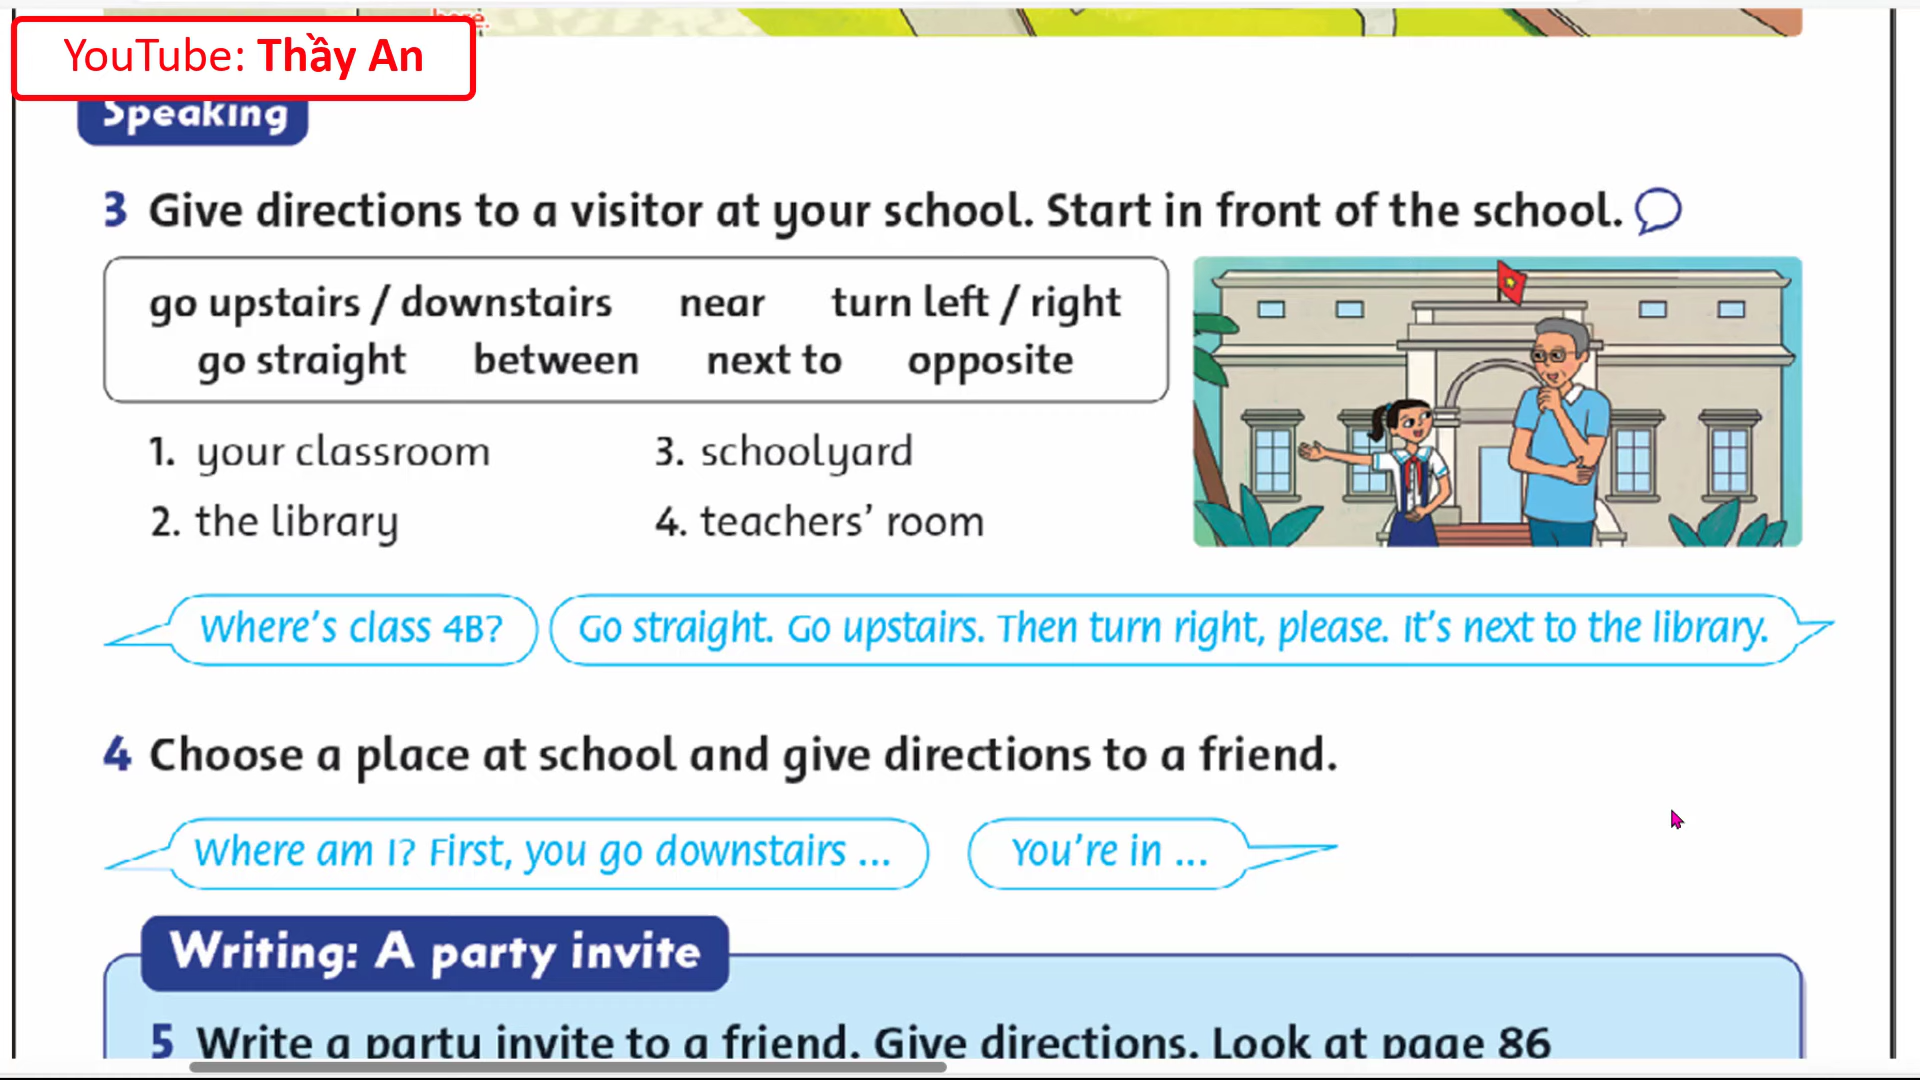 here.
YouTube: Thầy An
Speaking
3 Give directions to a visitor at your school. Start in front of the school.
go upstairs / downstairs near turn left / right
go straight between next to opposite
1. your classroom 3. schoolyard
2. the library 4. teachers’ room
Where’s class 4B? Go straight. Go upstairs. Then turn right, please. It’s next to the library.
4 Choose a place at school and give directions to a friend.
Where am I? First, you go downstairs ... You’re in ...
Writing: A party invite
5 Write a party invite to a friend. Give directions. Look at page 86